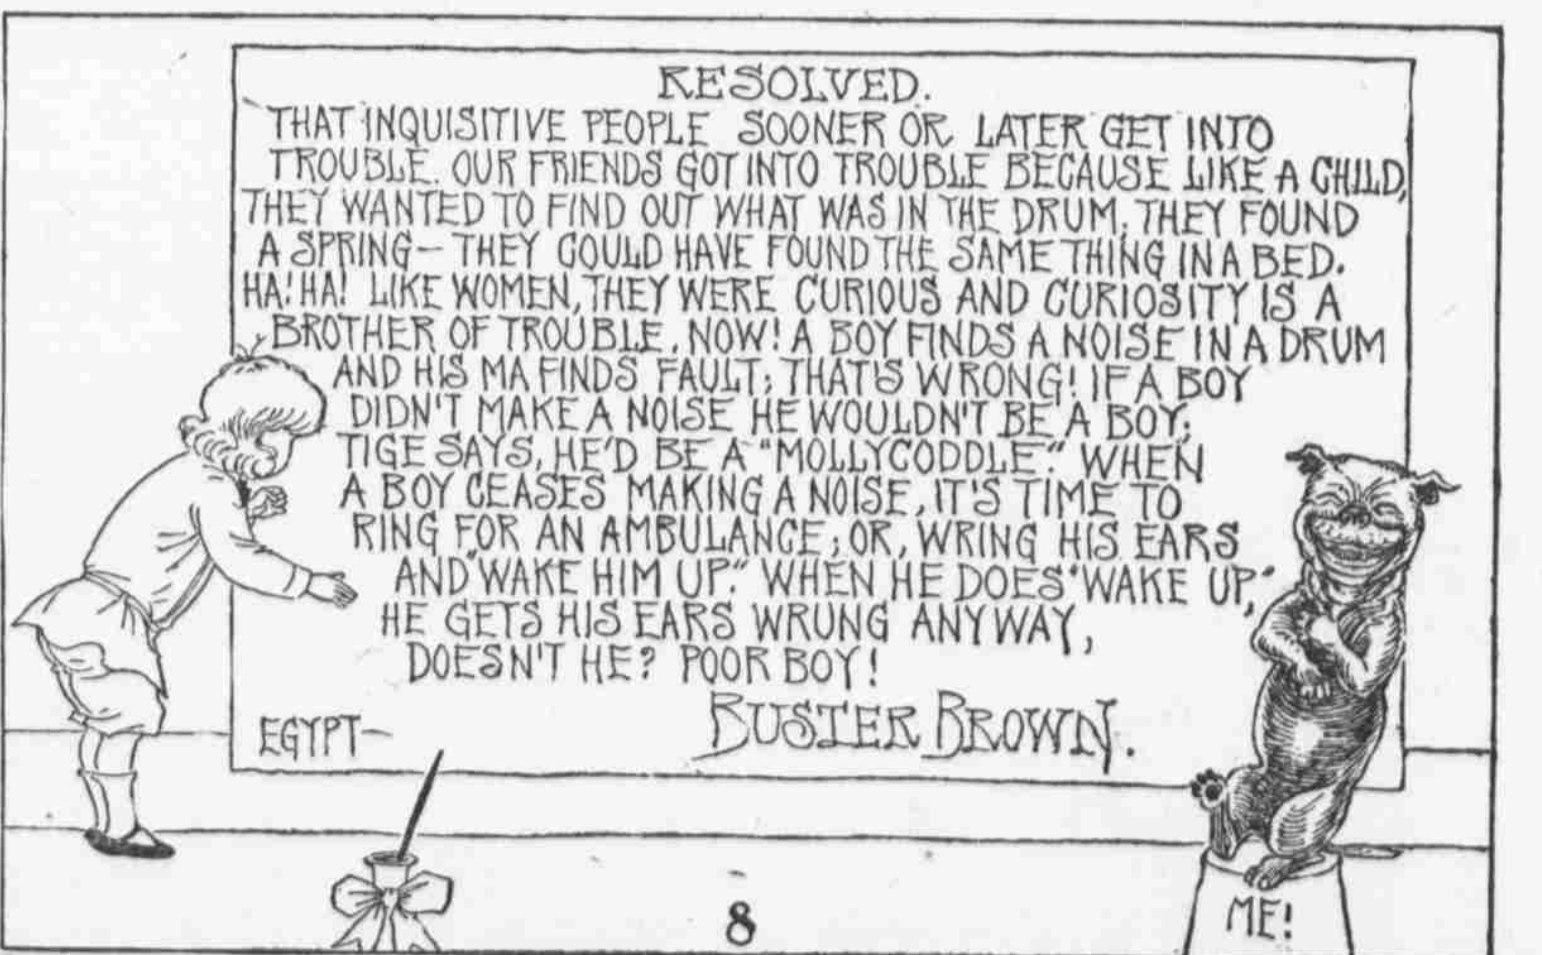 RESOLVED.
THAT INQUISITIVE PEOPLE SOONER OR LATER GET INTO
TROUBLE. OUR FRIENDS GOT INTO TROUBLE BECAUSE LIKE A CHILD,
THEY WANTED TO FIND OUT WHAT WAS IN THE DRUM; THEY FOUND
A SPRING — THEY COULD HAVE FOUND THE SAME THING IN A BED.
HA! HA! LIKE WOMEN, THEY WERE CURIOUS AND CURIOSITY IS A
BROTHER OF TROUBLE. NOW! A BOY FINDS A NOISE IN A DRUM
AND HIS MA FINDS FAULT; THAT'S WRONG! IF A BOY
DIDN'T MAKE A NOISE HE WOULDN'T BE A BOY;
TIGE SAYS, HE'D BE A "MOLLYCODDLE." WHEN
A BOY CEASES MAKING A NOISE, IT'S TIME TO
RING FOR AN AMBULANCE; OR, WRING HIS EARS
AND "WAKE HIM UP." WHEN HE DOES "WAKE UP,"
HE GETS HIS EARS WRUNG ANYWAY,
DOESN'T HE? POOR BOY!
BUSTER BROWN.
EGYPT—
8
ME!